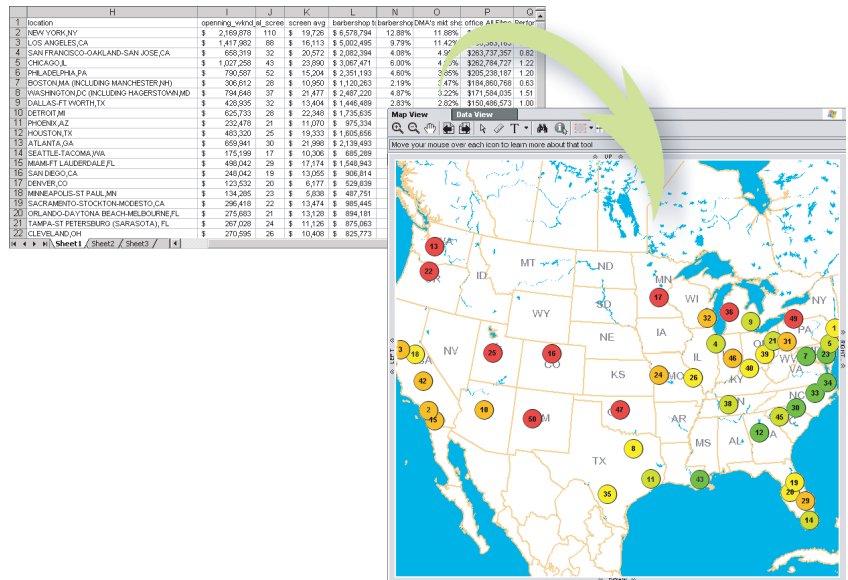 H I J K L N O P Q
1 location openning_wknd screen avg barbershop DMA's mkt
2 NEW YORK,NY $ 2,169,878 110 $ 19,726 $ 6,578,794 12.88% 11.88%
3 LOS ANGELES,CA $ 1,417,982 88 $ 16,113 $ 5,002,495 9.79% 11.42%
4 SAN FRANCISCO-OAKLAND-SAN JOSE,CA $ 658,319 32 $ 20,572 $ 2,082,394 4.08% $263,737,357 0.82
5 CHICAGO,IL $ 1,027,258 43 $ 23,890 $ 3,067,471 6.00% $262,784,727 1.22
6 PHILADELPHIA,PA $ 790,587 52 $ 15,204 $ 2,351,193 4.60% 3.85% $205,238,187 1.20
7 BOSTON,MA (INCLUDING MANCHESTER,NH) $ 306,612 28 $ 10,950 $ 1,120,263 2.19% 3.47% $184,860,768 0.63
8 WASHINGTON,DC (INCLUDING HAGERSTOWN,MD $ 794,648 37 $ 21,477 $ 2,487,220 4.87% 3.22% $171,584,035 1.51
9 DALLAS-FT WORTH,TX $ 428,935 32 $ 13,404 $ 1,446,489 2.83% 2.82% $150,486,573 1.00
10 DETROIT,MI $ 625,733 28 $ 22,348 $ 1,735,635
11 PHOENIX,AZ $ 232,478 21 $ 11,070 $ 975,334
12 HOUSTON,TX $ 483,320 25 $ 19,333 $ 1,605,656
13 ATLANTA,GA $ 659,941 30 $ 21,998 $ 2,139,493
14 SEATTLE-TACOMA,WA $ 175,199 17 $ 10,306 $ 685,289
15 MIAMI-FT LAUDERDALE,FL $ 498,042 29 $ 17,174 $ 1,548,943
16 SAN DIEGO,CA $ 248,042 19 $ 13,055 $ 906,814
17 DENVER,CO $ 123,532 20 $ 6,177 $ 529,839
18 MINNEAPOLIS-ST PAUL,MN $ 134,285 23 $ 5,838 $ 487,751
19 SACRAMENTO-STOCKTON-MODESTO,CA $ 296,418 22 $ 13,474 $ 985,445
20 ORLANDO-DAYTONA BEACH-MELBOURNE,FL $ 275,683 21 $ 13,128 $ 894,181
21 TAMPA-ST PETERSBURG (SARASOTA), FL $ 267,028 24 $ 11,126 $ 875,063
22 CLEVELAND,OH $ 270,595 26 $ 10,408 $ 825,773
Sheet1 Sheet2 Sheet3
Map View Data View
T
Move your mouse over each icon to learn more about that tool
UP
13
22 ID MT ND MN
17 WI NY
SD
WY 32 36 9 49
1
NE IA 4 21 31 PA 5
3 18 NV 25 16 IL 46 39 WV 7 23
CO 40 VA
42 KS 24 MO 26 KY 34
2 15 10 50 47 38 NC 33
AR 45 30
MS AL 12
TX 8
11 43
35 19
20 29
14
LEFT
RIGHT
DOWN